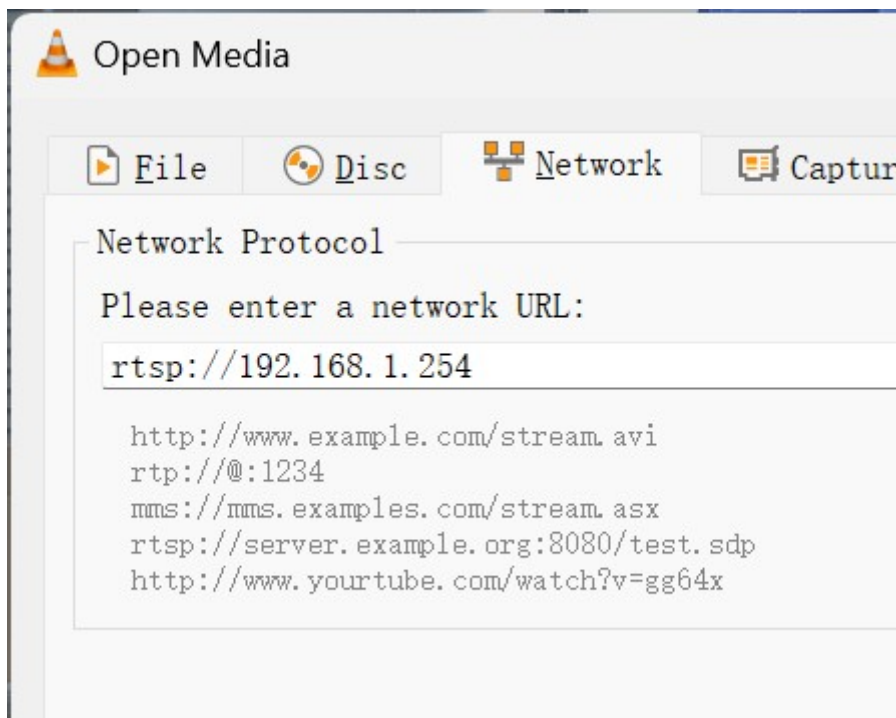 Open Media
File Disc Network Captur
Network Protocol
Please enter a network URL:
rtsp://192.168.1.254
http://www.example.com/stream.avi
rtp://@:1234
mms://mms.examples.com/stream.asx
rtsp://server.example.org:8080/test.sdp
http://www.yourtube.com/watch?v=gg64x